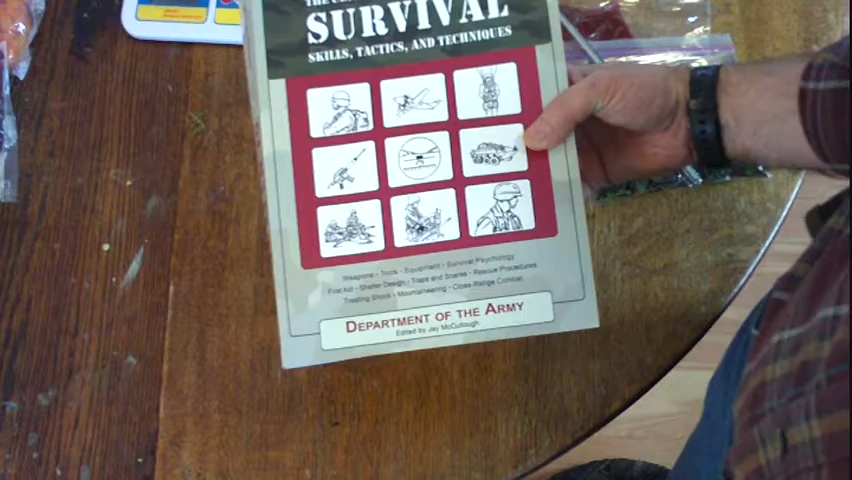 SURVIVAL
SKILLS, TACTICS, AND TECHNIQUES
Weapons • Tools • Equipment • Survival Psychology
First Aid • Shelter Design • Traps and Snares • Rescue Procedures
Treating Shock • Mountaineering • Close-Range Combat
DEPARTMENT OF THE ARMY
Edited by Jay McCullough